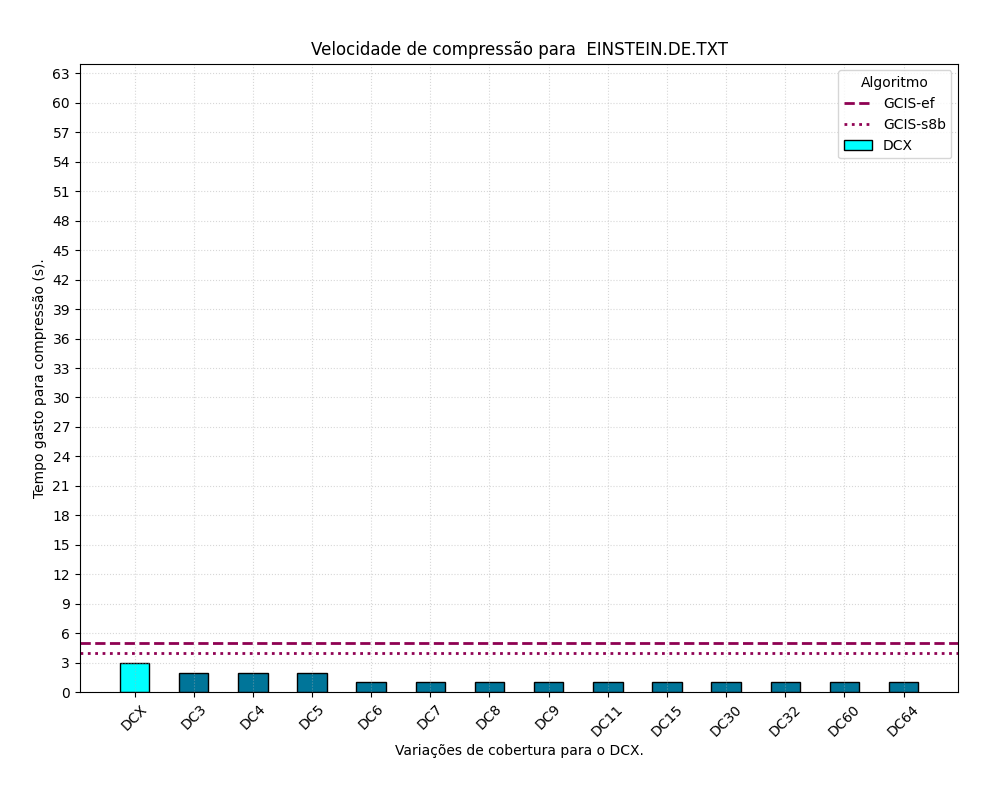 Velocidade de compressão para  EINSTEIN.DE.TXT
Algoritmo
GCIS-ef
GCIS-s8b
DCX
Tempo gasto para compressão (s).
63
60
57
54
51
48
45
42
39
36
33
30
27
24
21
18
15
12
9
6
3
0
DCX
DC3
DC4
DC5
DC6
DC7
DC8
DC9
DC11
DC15
DC30
DC32
DC60
DC64
Variações de cobertura para o DCX.